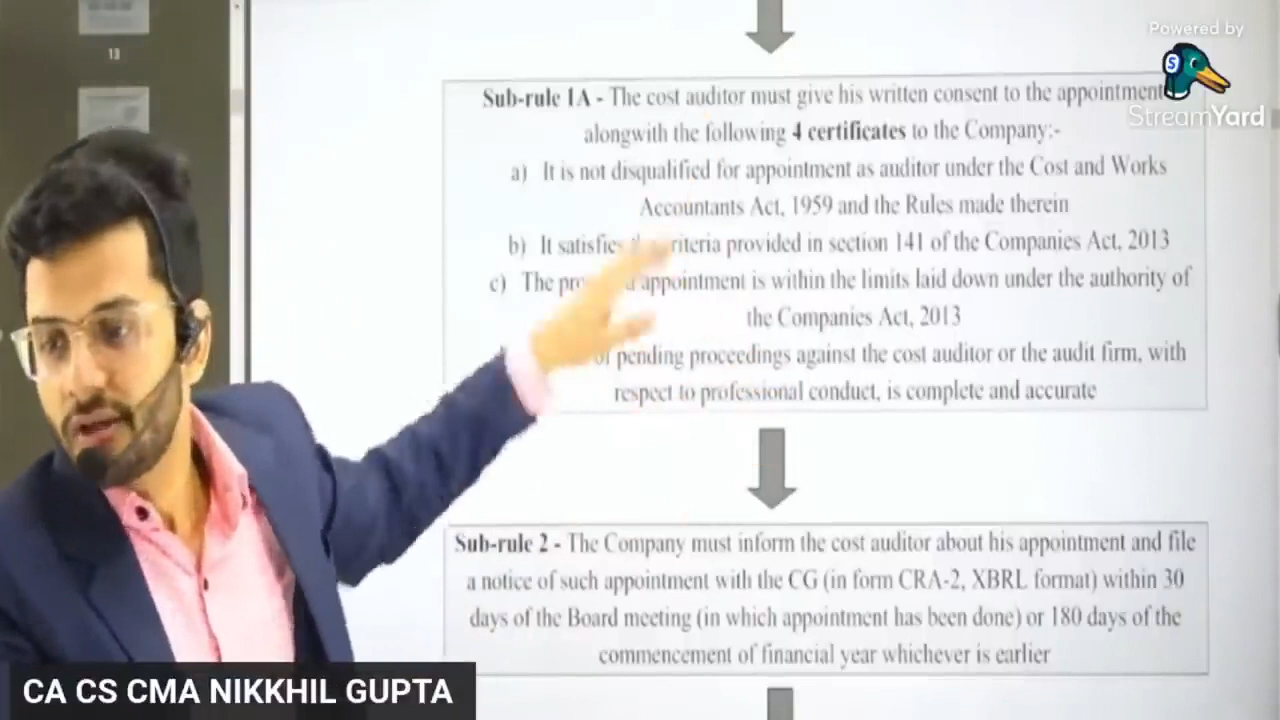 13
Powered by
StreamYard
Sub-rule 1A - The cost auditor must give his written consent to the appointment
alongwith the following 4 certificates to the Company:-
a) It is not disqualified for appointment as auditor under the Cost and Works
Accountants Act, 1959 and the Rules made therein
b) It satisfies criteria provided in section 141 of the Companies Act, 2013
c) The appointment is within the limits laid down under the authority of
the Companies Act, 2013
of pending proceedings against the cost auditor or the audit firm, with
respect to professional conduct, is complete and accurate
Sub-rule 2 - The Company must inform the cost auditor about his appointment and file
a notice of such appointment with the CG (in form CRA-2, XBRL format) within 30
days of the Board meeting (in which appointment has been done) or 180 days of the
commencement of financial year whichever is earlier
CA CS CMA NIKKHIL GUPTA